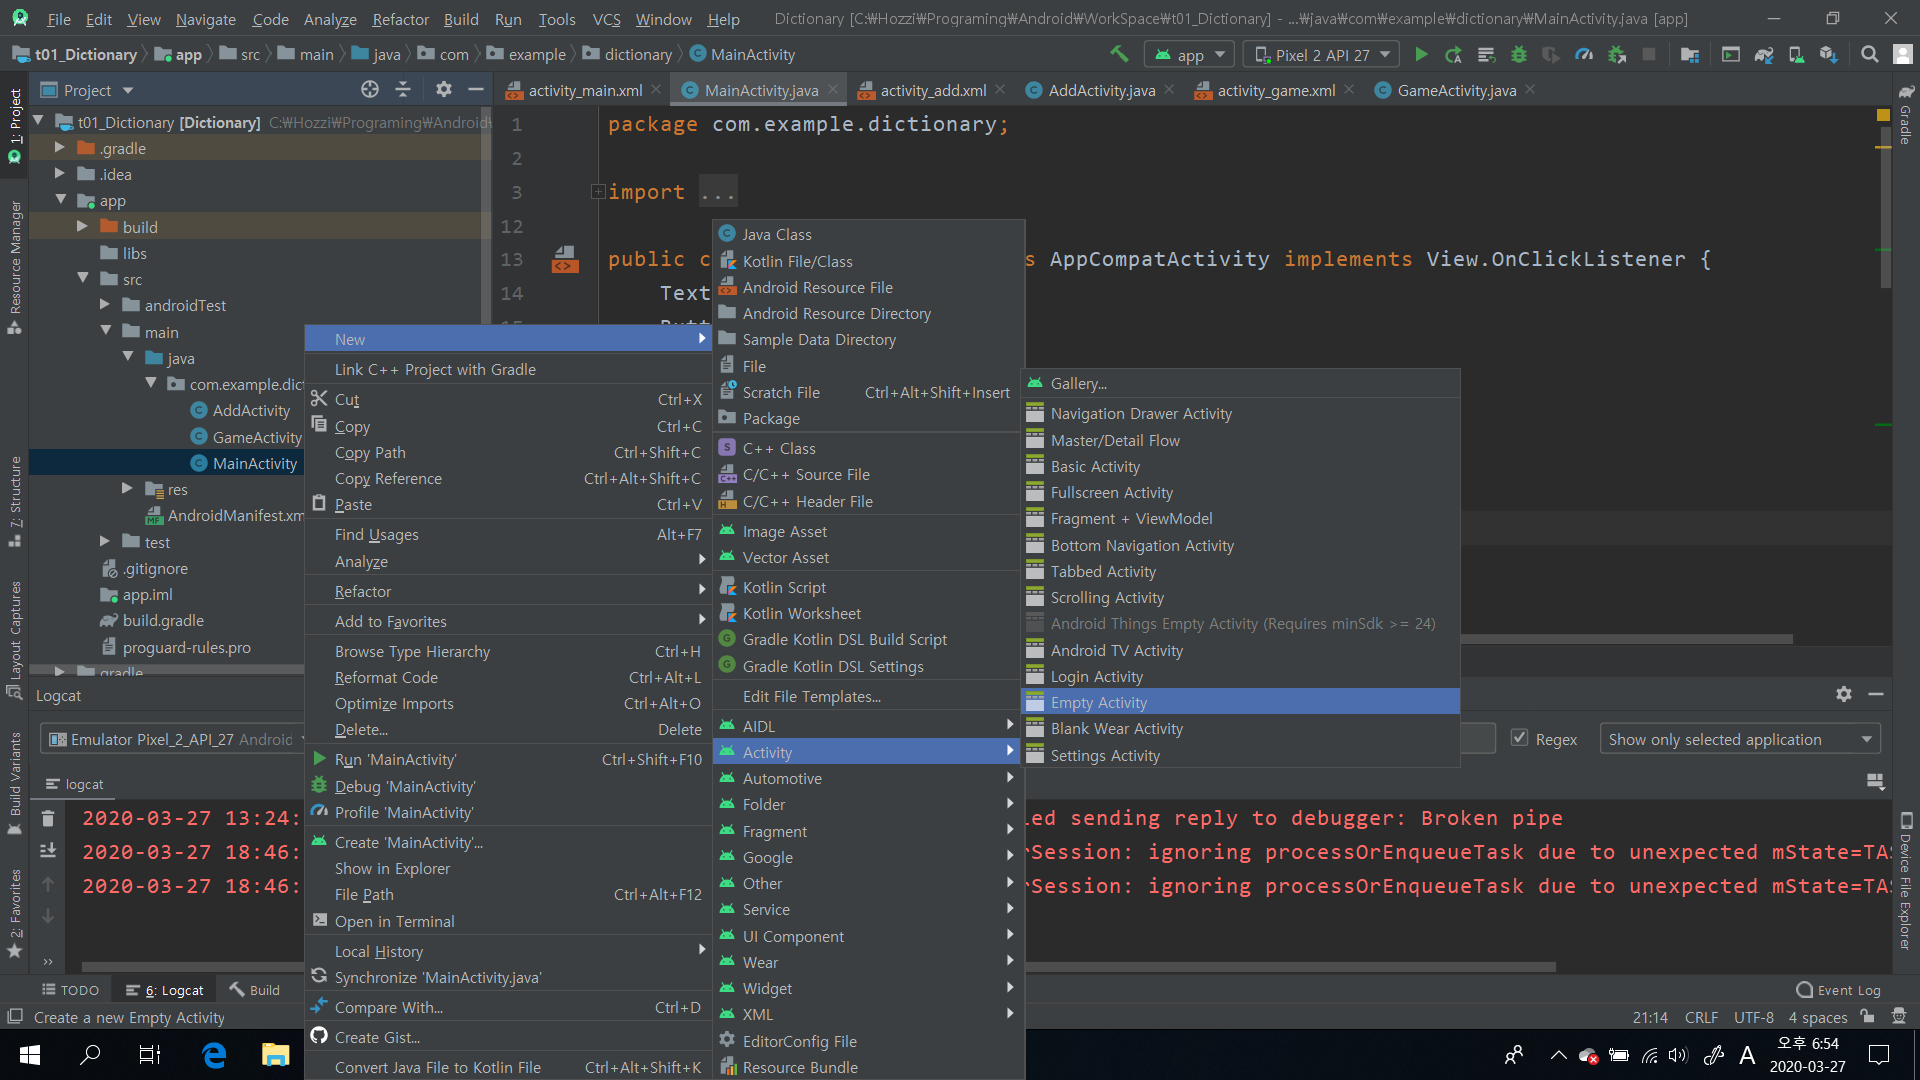 File Edit View Navigate Code Analyze Refactor Build Run Tools VCS Window Help Dictionary [C:₩Hozzi₩Programing₩Android₩WorkSpace₩t01_Dictionary] - ...₩java₩com₩example₩dictionary₩MainActivity.java [app]
t01_Dictionary app src main java com example dictionary MainActivity app Pixel 2 API 27
Project
activity_main.xml MainActivity.java activity_add.xml AddActivity.java activity_game.xml GameActivity.java
1: Project
Resource Manager
7: Structure
Layout Captures
Build Variants
2: Favorites
t01_Dictionary [Dictionary] C:₩Hozzi₩Programing₩Android₩
.gradle
.idea
app
build
libs
src
androidTest
main
java
com.example.dict
AddActivity
GameActivity
MainActivity
res
AndroidManifest.xm
test
.gitignore
app.iml
build.gradle
proguard-rules.pro
gradle
1 package com.example.dictionary;
2
3 import ...
12
13 public c s AppCompatActivity implements View.OnClickListener {
14 Text
15 Butt
New
Link C++ Project with Gradle
Cut Ctrl+X
Copy Ctrl+C
Copy Path Ctrl+Shift+C
Copy Reference Ctrl+Alt+Shift+C
Paste Ctrl+V
Find Usages Alt+F7
Analyze
Refactor
Add to Favorites
Browse Type Hierarchy Ctrl+H
Reformat Code Ctrl+Alt+L
Optimize Imports Ctrl+Alt+O
Delete... Delete
Run 'MainActivity' Ctrl+Shift+F10
Debug 'MainActivity'
Profile 'MainActivity'
Create 'MainActivity'...
Show in Explorer
File Path Ctrl+Alt+F12
Open in Terminal
Local History
Synchronize 'MainActivity.java'
Compare With... Ctrl+D
Create Gist...
Convert Java File to Kotlin File Ctrl+Alt+Shift+K
Java Class
Kotlin File/Class
Android Resource File
Android Resource Directory
Sample Data Directory
File
Scratch File Ctrl+Alt+Shift+Insert
Package
C++ Class
C/C++ Source File
C/C++ Header File
Image Asset
Vector Asset
Kotlin Script
Kotlin Worksheet
Gradle Kotlin DSL Build Script
Gradle Kotlin DSL Settings
Edit File Templates...
AIDL
Activity
Automotive
Folder
Fragment
Google
Other
Service
UI Component
Wear
Widget
XML
EditorConfig File
Resource Bundle
Gallery...
Navigation Drawer Activity
Master/Detail Flow
Basic Activity
Fullscreen Activity
Fragment + ViewModel
Bottom Navigation Activity
Tabbed Activity
Scrolling Activity
Android Things Empty Activity (Requires minSdk >= 24)
Android TV Activity
Login Activity
Empty Activity
Blank Wear Activity
Settings Activity
Gradle
Device File Explorer
Logcat
Emulator Pixel_2_API_27 Android Regex Show only selected application
logcat
2020-03-27 13:24: led sending reply to debugger: Broken pipe
2020-03-27 18:46: rSession: ignoring processOrEnqueueTask due to unexpected mState=TAS
2020-03-27 18:46: rSession: ignoring processOrEnqueueTask due to unexpected mState=TAS
TODO 6: Logcat Build Event Log
Create a new Empty Activity 21:14 CRLF UTF-8 4 spaces
A 오후 6:54
2020-03-27